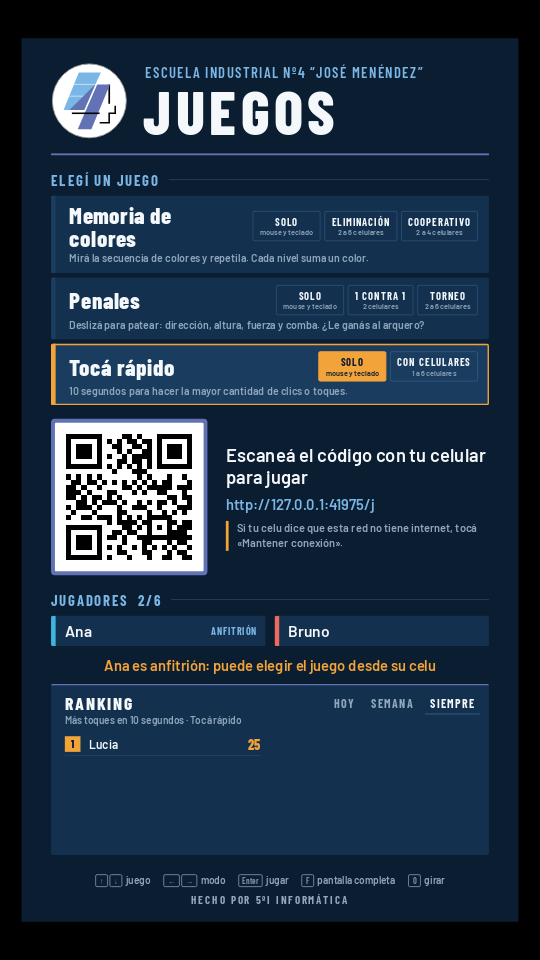 ESCUELA INDUSTRIAL Nº4 “JOSÉ MENÉNDEZ”
JUEGOS
ELEGÍ UN JUEGO
Memoria de
colores
SOLO
mouse y teclado
ELIMINACIÓN
2 a 6 celulares
COOPERATIVO
2 a 4 celulares
Mirá la secuencia de colores y repetila. Cada nivel suma un color.
Penales
SOLO
mouse y teclado
1 CONTRA 1
2 celulares
TORNEO
2 a 6 celulares
Deslizá para patear: dirección, altura, fuerza y comba. ¿Le ganás al arquero?
Tocá rápido
SOLO
mouse y teclado
CON CELULARES
1 a 6 celulares
10 segundos para hacer la mayor cantidad de clics o toques.
Escaneá el código con tu celular
para jugar
http://127.0.0.1:41975/j
Si tu celu dice que esta red no tiene internet, tocá
«Mantener conexión».
JUGADORES 2/6
Ana ANFITRIÓN
Bruno
Ana es anfitrión: puede elegir el juego desde su celu
RANKING
HOY SEMANA SIEMPRE
Más toques en 10 segundos · Tocá rápido
1 Lucía 25
↑ ↓ juego ← → modo Enter jugar F pantalla completa 0 girar
HECHO POR 5º1 INFORMÁTICA